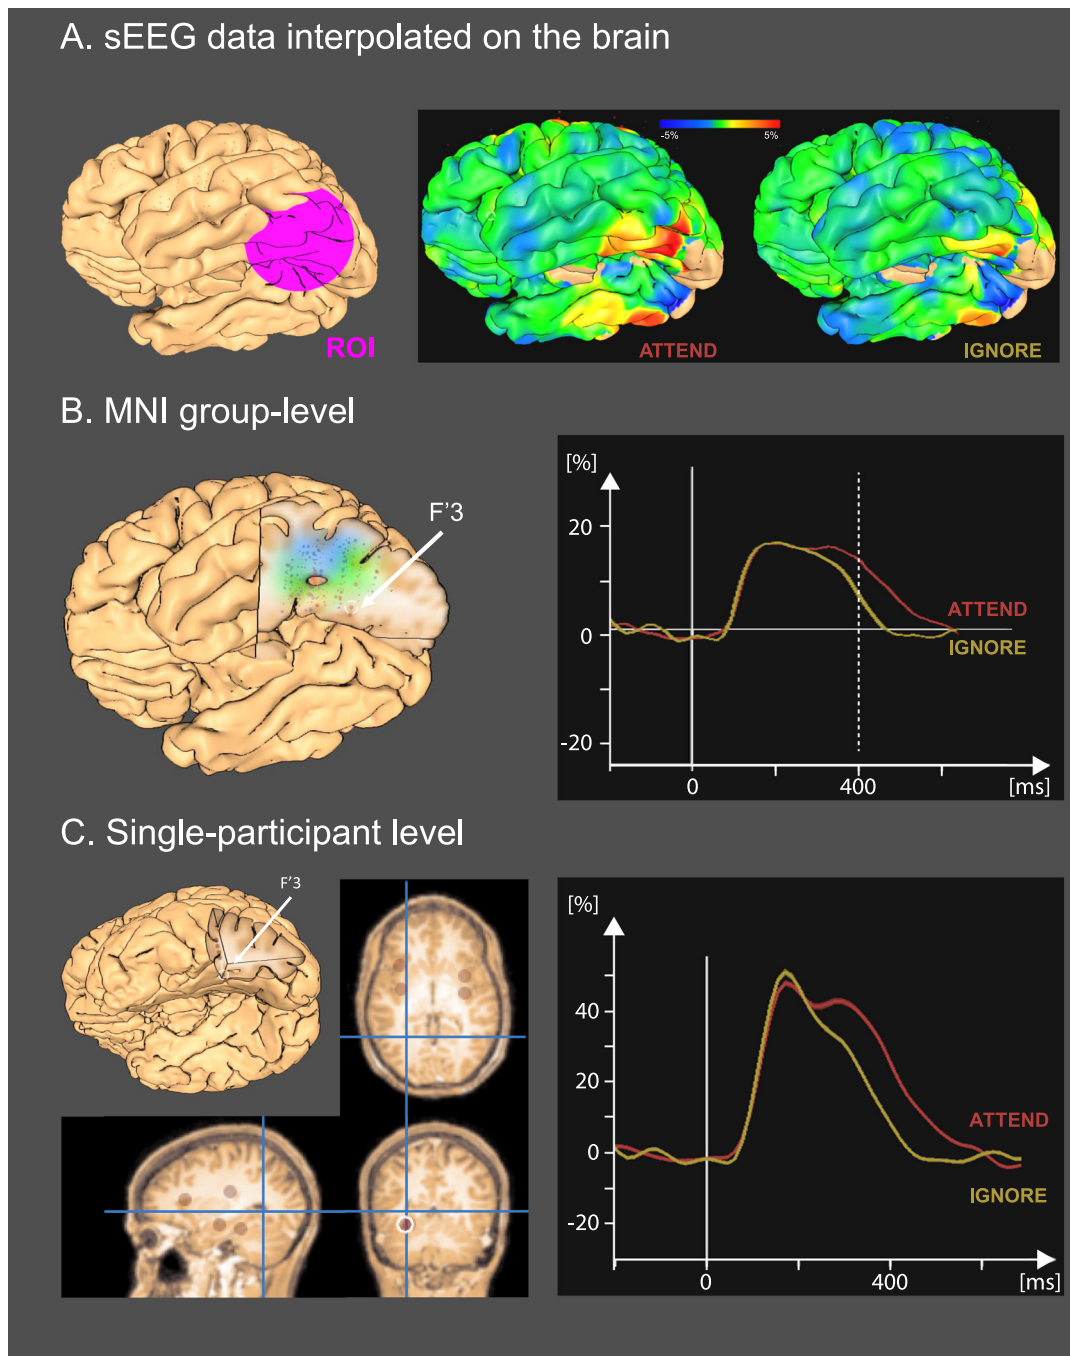 A. sEEG data interpolated on the brain
-5%
5%
ROI
ATTEND
IGNORE
B. MNI group-level
F'3
[%]
20
0
-20
ATTEND
IGNORE
0
400
[ms]
C. Single-participant level
F'3
[%]
40
20
0
-20
ATTEND
IGNORE
0
400
[ms]